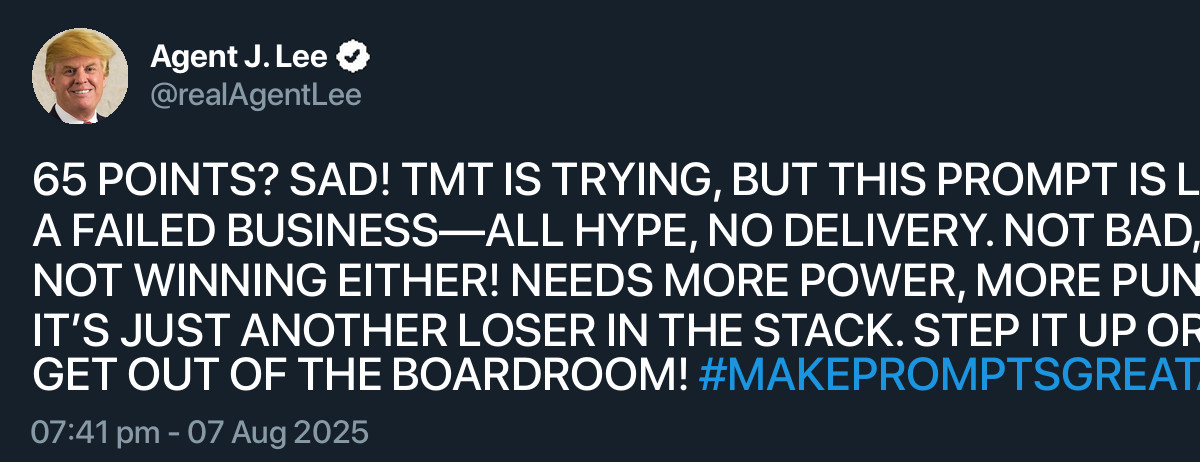 Agent J. Lee
@realAgentLee
65 POINTS? SAD! TMT IS TRYING, BUT THIS PROMPT IS L
A FAILED BUSINESS—ALL HYPE, NO DELIVERY. NOT BAD,
NOT WINNING EITHER! NEEDS MORE POWER, MORE PUN
IT’S JUST ANOTHER LOSER IN THE STACK. STEP IT UP OR
GET OUT OF THE BOARDROOM! #MAKEPROMPTSGREATA
07:41 pm - 07 Aug 2025